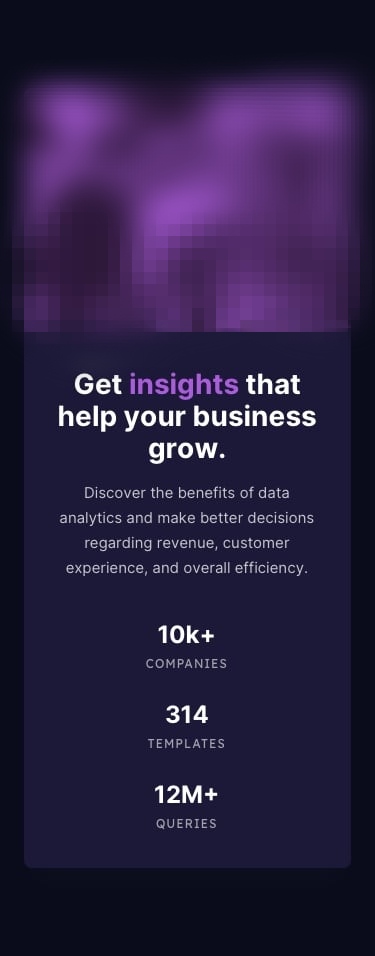 Get insights that
help your business
grow.
Discover the benefits of data
analytics and make better decisions
regarding revenue, customer
experience, and overall efficiency.
10k+
COMPANIES
314
TEMPLATES
12M+
QUERIES